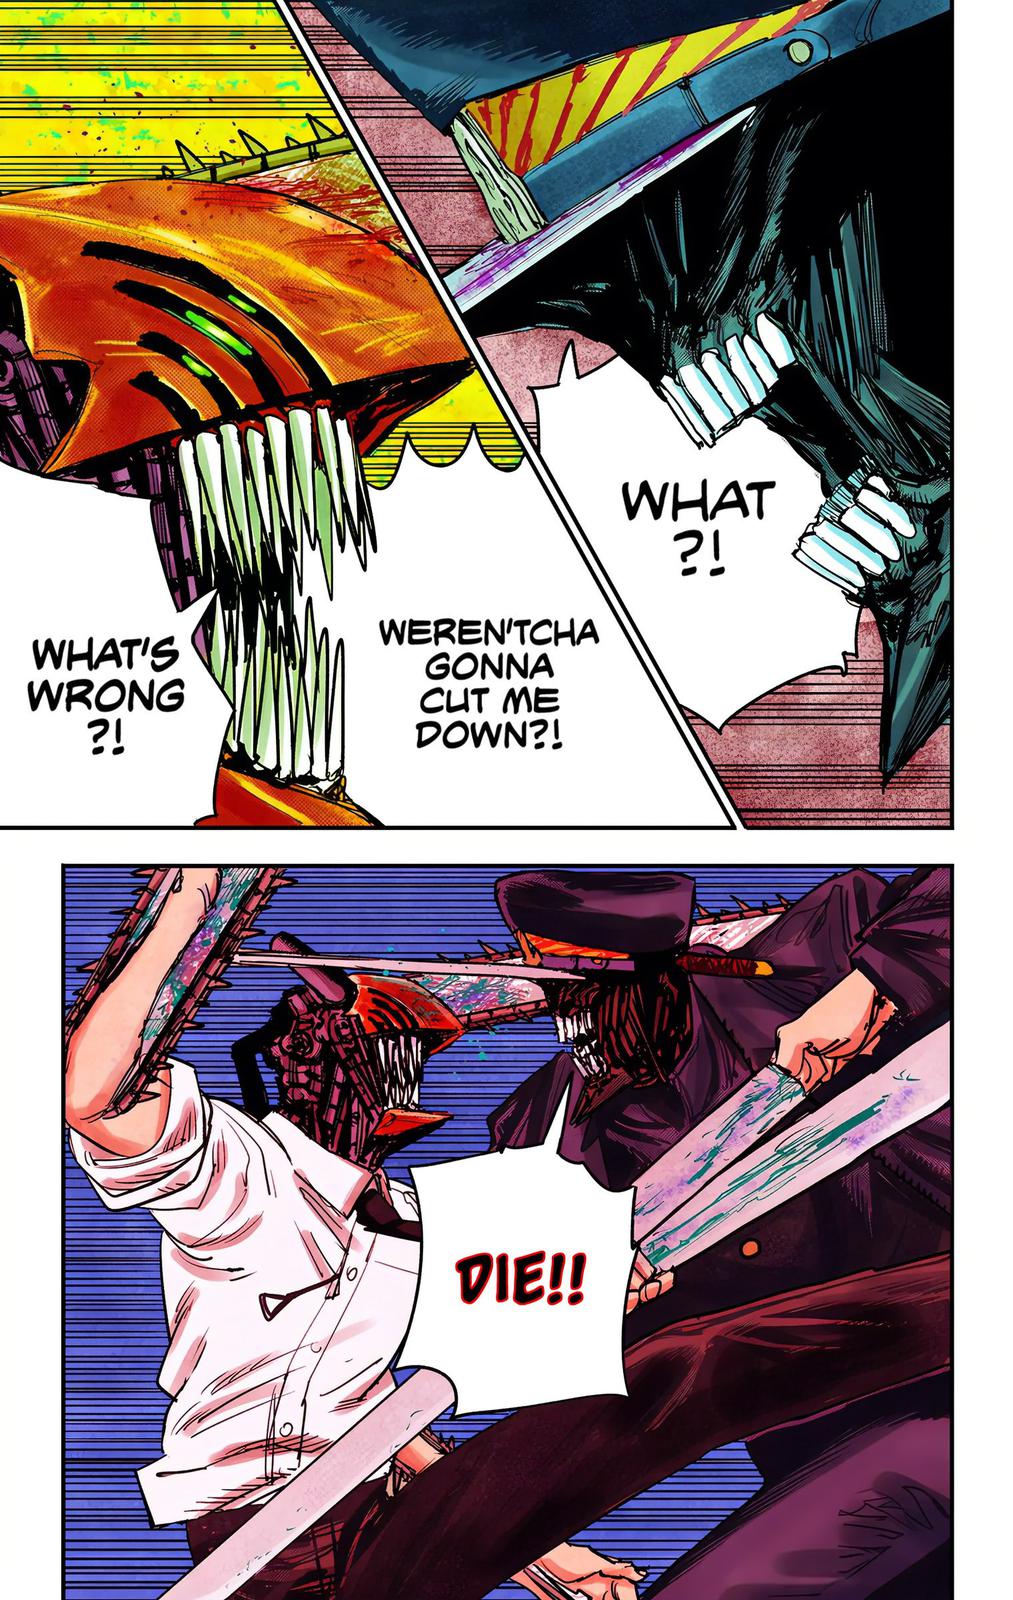 WHAT
?!
WEREN'TCHA
GONNA
CUT ME
DOWN?!
WHAT'S
WRONG
?!
DIE!!